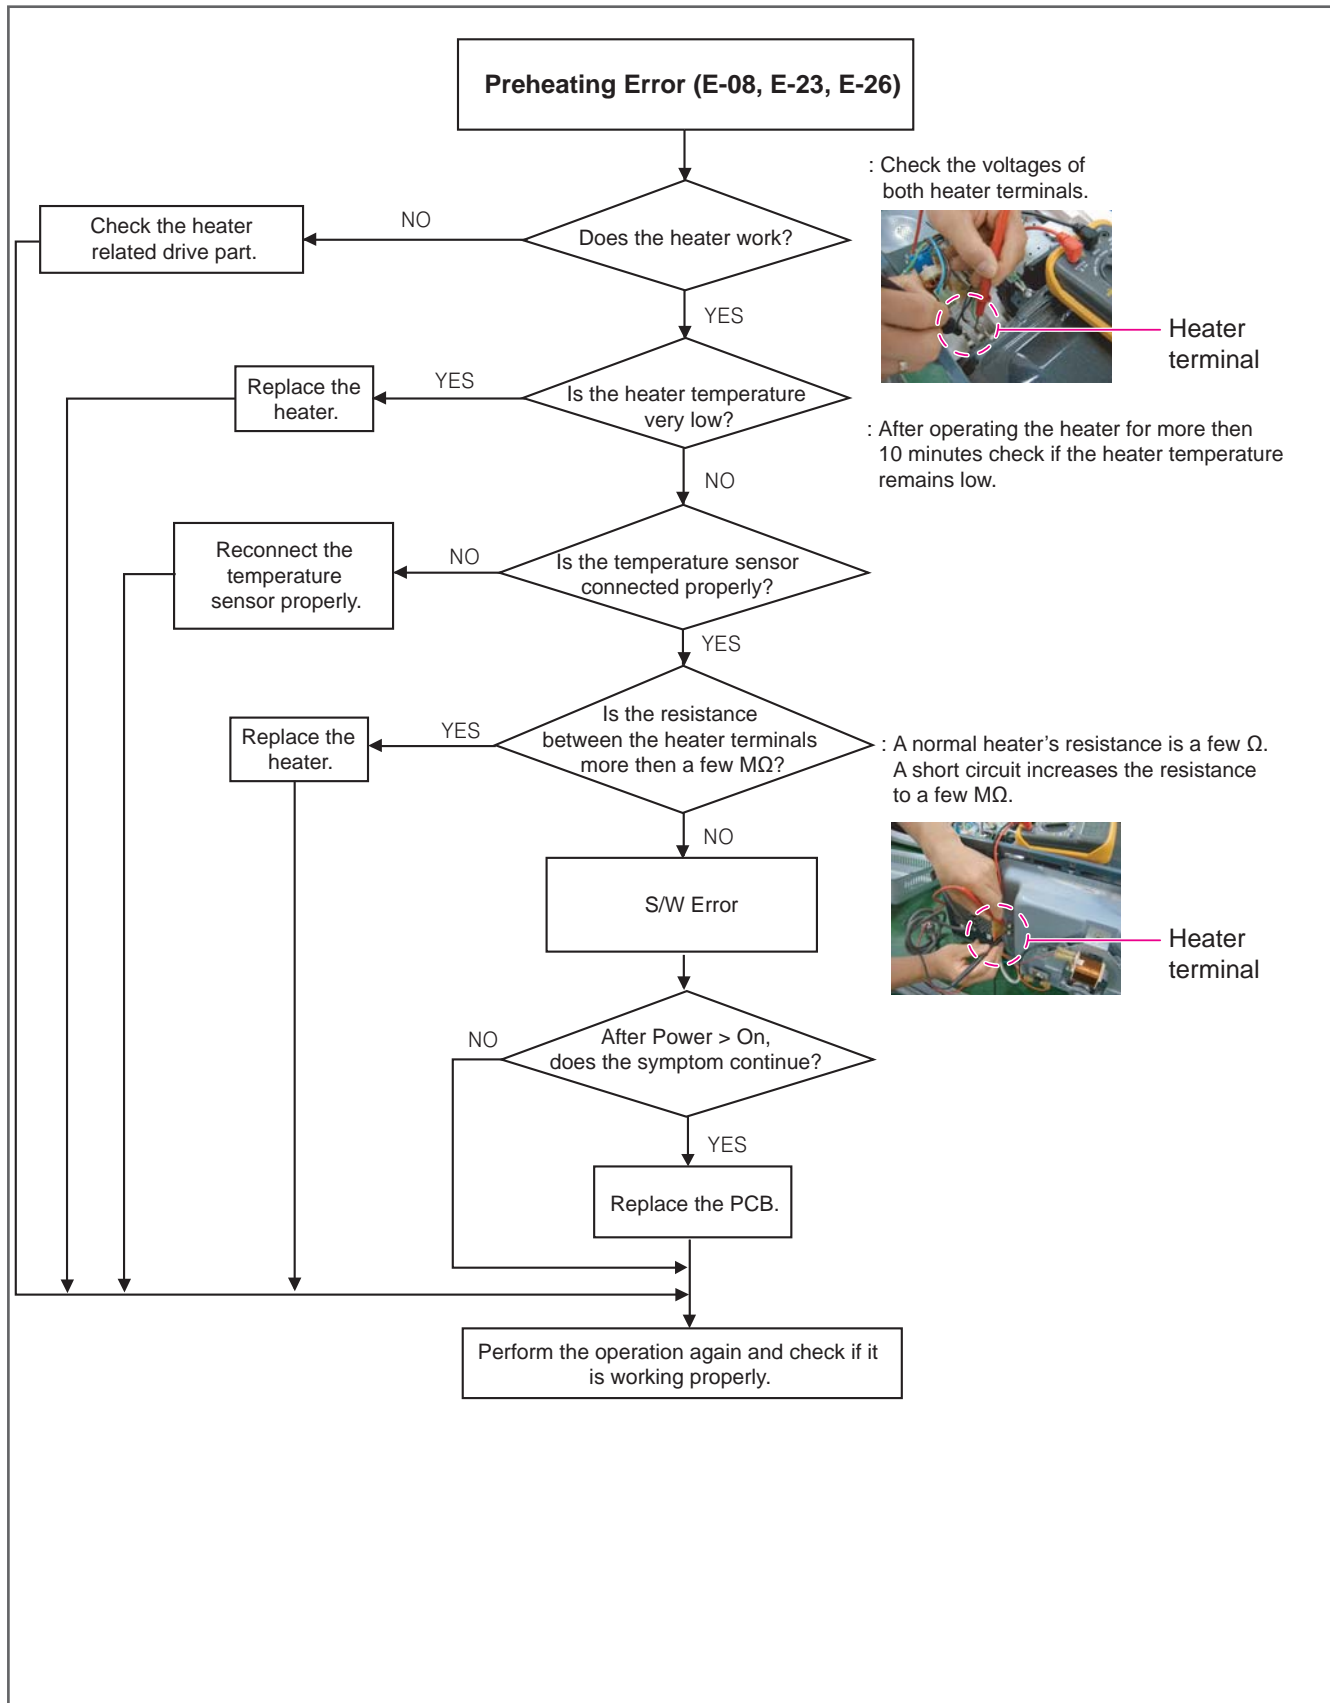 Preheating Error (E-08, E-23, E-26)
: Check the voltages of
both heater terminals.
Check the heater
related drive part.
NO
Does the heater work?
YES
Heater
terminal
Replace the
heater.
YES
Is the heater temperature
very low?
: After operating the heater for more then
10 minutes check if the heater temperature
remains low.
NO
Reconnect the
temperature
sensor properly.
NO
Is the temperature sensor
connected properly?
YES
Replace the
heater.
YES
Is the resistance
between the heater terminals
more then a few MΩ?
: A normal heater’s resistance is a few Ω.
A short circuit increases the resistance
to a few MΩ.
NO
S/W Error
Heater
terminal
NO
After Power > On,
does the symptom continue?
YES
Replace the PCB.
Perform the operation again and check if it
is working properly.